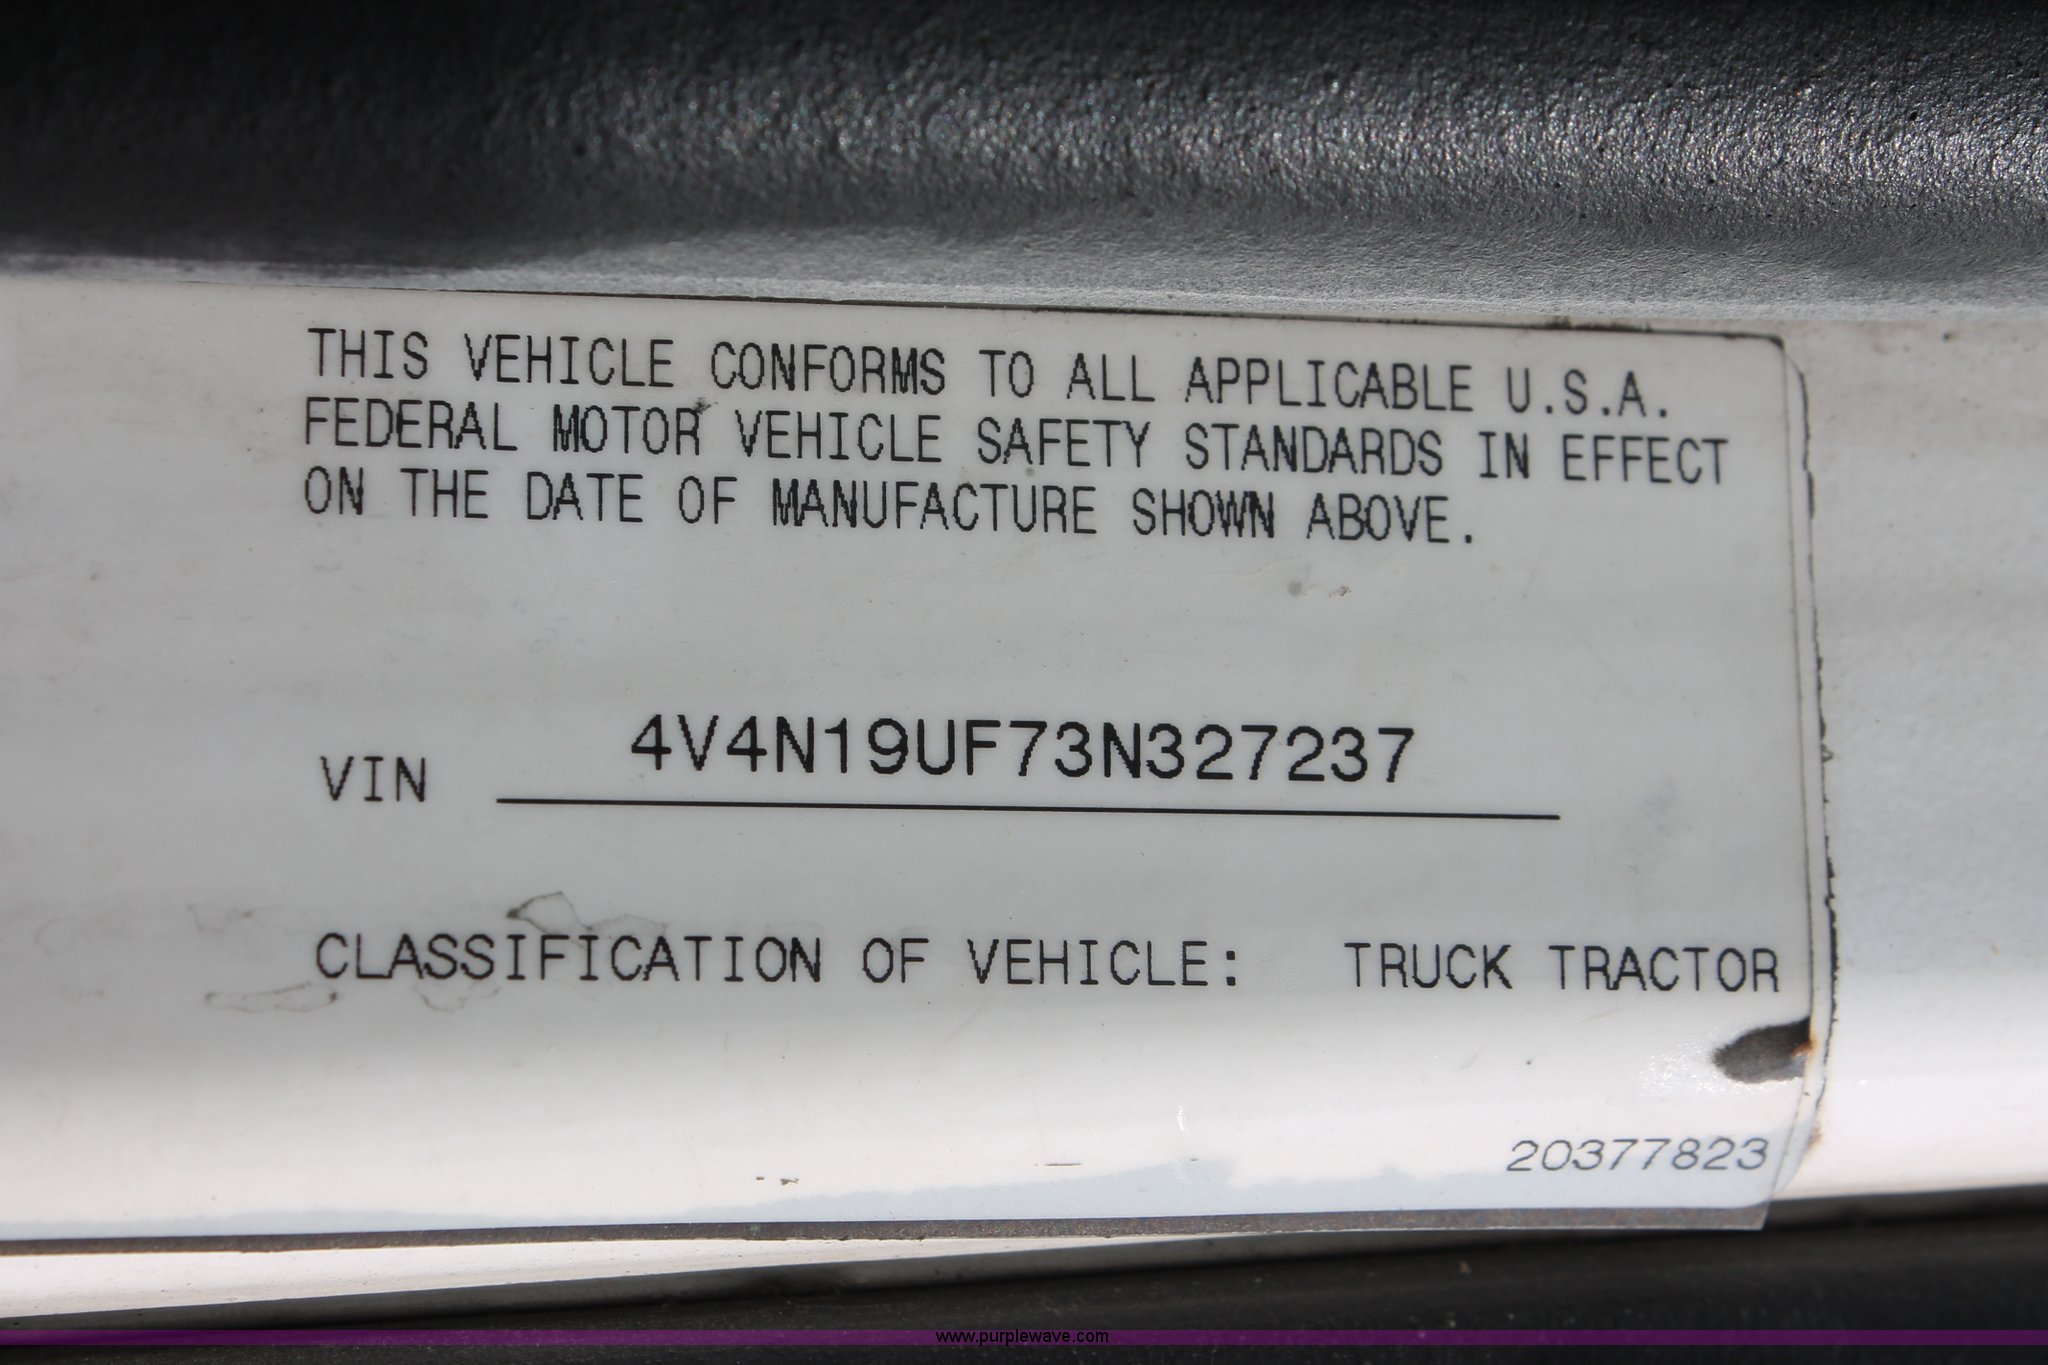 THIS VEHICLE CONFORMS TO ALL APPLICABLE U.S.A.
FEDERAL MOTOR VEHICLE SAFETY STANDARDS IN EFFECT
ON THE DATE OF MANUFACTURE SHOWN ABOVE.
VIN 4V4N19UF73N327237
CLASSIFICATION OF VEHICLE: TRUCK TRACTOR
20377823
www.purplewave.com